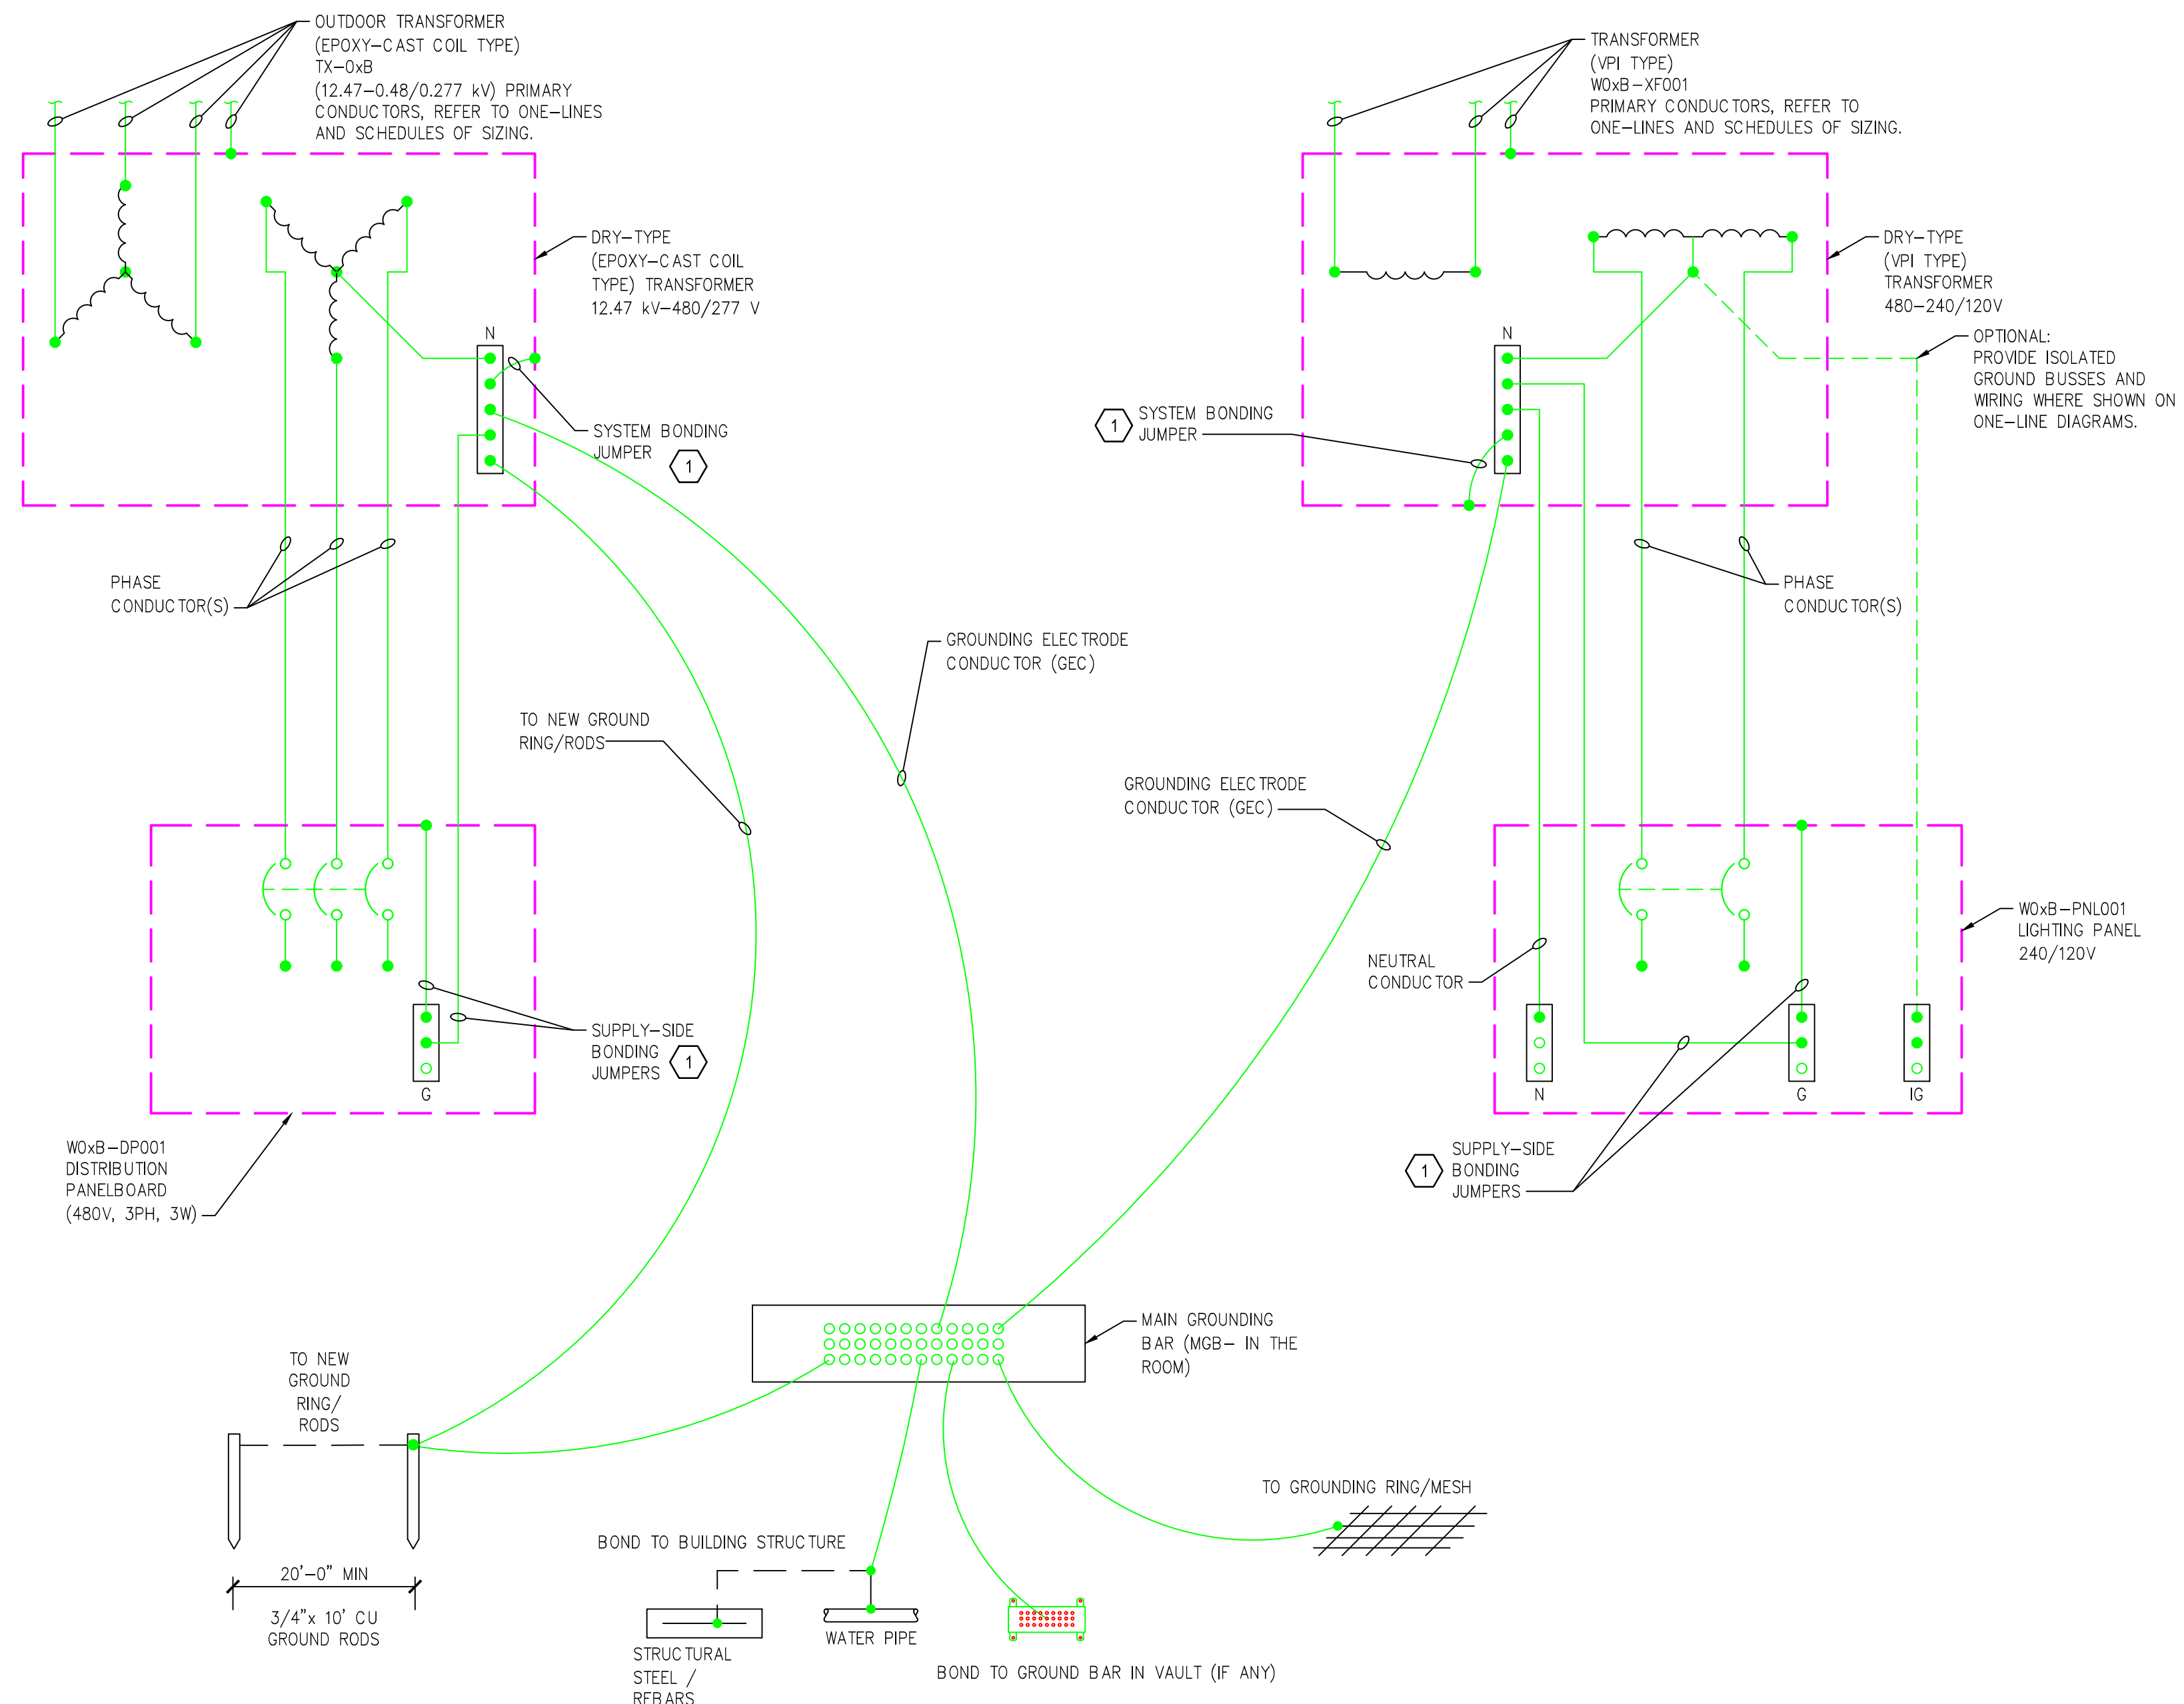 OUTDOOR TRANSFORMER
(EPOXY-CAST COIL TYPE)
TX-0xB
(12.47-0.48/0.277 kV) PRIMARY
CONDUCTORS, REFER TO ONE-LINES
AND SCHEDULES OF SIZING.
TRANSFORMER
(VPI TYPE)
W0xB-XF001
PRIMARY CONDUCTORS, REFER TO
ONE-LINES AND SCHEDULES OF SIZING.
DRY-TYPE
(EPOXY-CAST COIL
TYPE) TRANSFORMER
12.47 kV-480/277 V
N
SYSTEM BONDING
JUMPER
1
DRY-TYPE
(VPI TYPE)
TRANSFORMER
480-240/120V
OPTIONAL:
PROVIDE ISOLATED
GROUND BUSSES AND
WIRING WHERE SHOWN ON
ONE-LINE DIAGRAMS.
N
1
SYSTEM BONDING
JUMPER
PHASE
CONDUCTOR(S)
PHASE
CONDUCTOR(S)
GROUNDING ELECTRODE
CONDUCTOR (GEC)
TO NEW GROUND
RING/RODS
GROUNDING ELECTRODE
CONDUCTOR (GEC)
W0xB-PNL001
LIGHTING PANEL
240/120V
NEUTRAL
CONDUCTOR
SUPPLY-SIDE
BONDING
JUMPERS
1
G
N
G
IG
W0xB-DP001
DISTRIBUTION
PANELBOARD
(480V, 3PH, 3W)
1
SUPPLY-SIDE
BONDING
JUMPERS
MAIN GROUNDING
BAR (MGB- IN THE
ROOM)
TO NEW
GROUND
RING/
RODS
TO GROUNDING RING/MESH
BOND TO BUILDING STRUCTURE
20'-0" MIN
3/4"x 10' CU
GROUND RODS
WATER PIPE
STRUCTURAL
STEEL /
REBARS
BOND TO GROUND BAR IN VAULT (IF ANY)